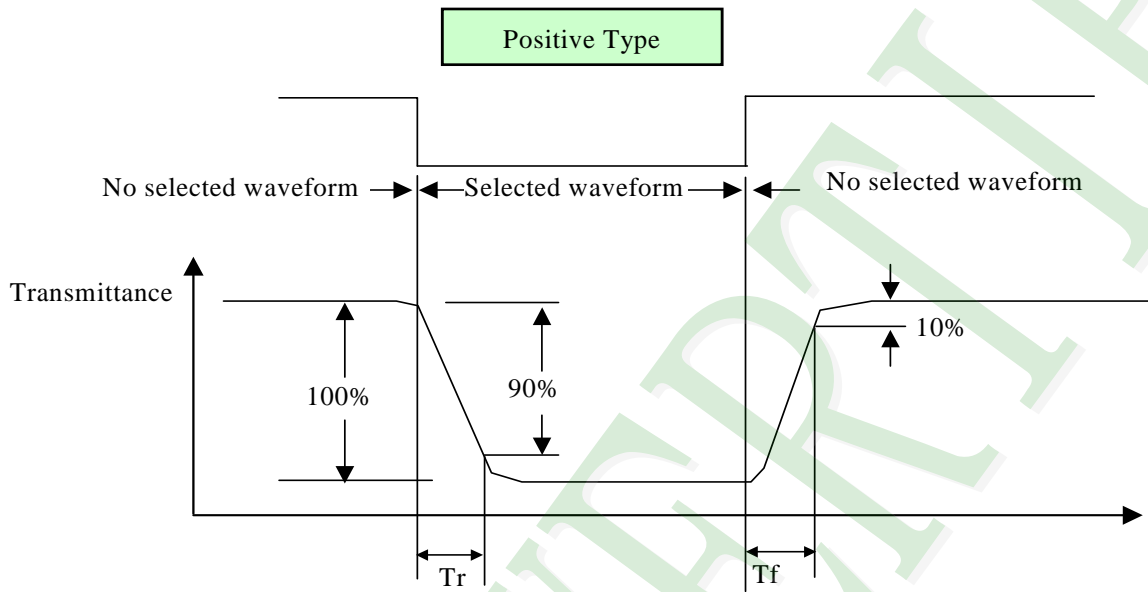 Positive Type
No selected waveform
Selected waveform
No selected waveform
Transmittance
100%
90%
10%
Tr
Tf